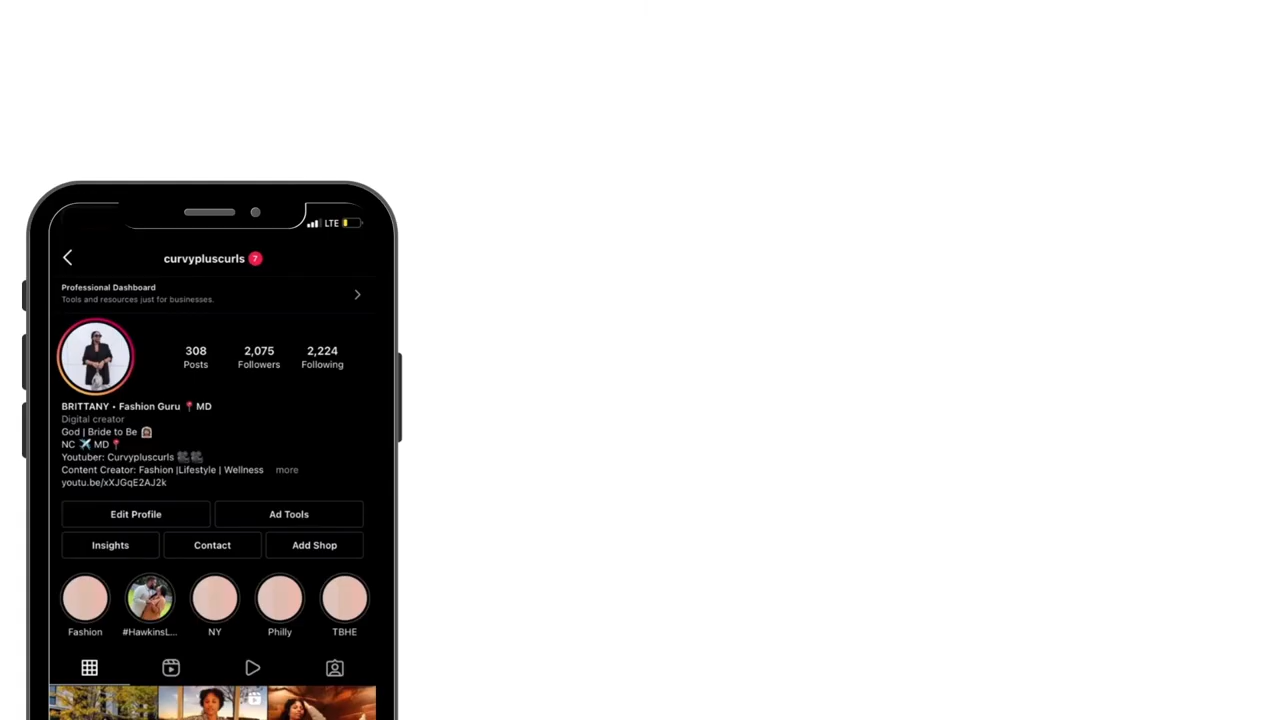 LTE
curvypluscurls 7
Professional Dashboard
Tools and resources just for businesses.
308 2,075 2,224
Posts Followers Following
BRITTANY • Fashion Guru 📍 MD
Digital creator
God | Bride to Be 👰🏽
NC ✈️ MD📍
Youtuber: Curvypluscurls 🎥🎥
Content Creator: Fashion |Lifestyle | Wellness more
youtu.be/xXJGqE2AJ2k
Edit Profile Ad Tools
Insights Contact Add Shop
Fashion #HawkinsL... NY Philly TBHE